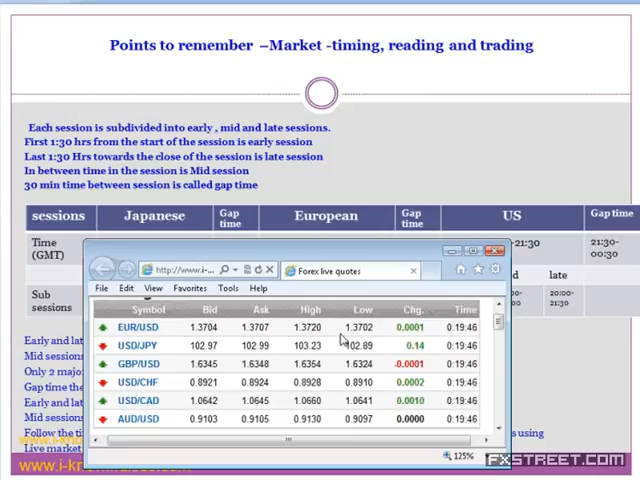 Points to remember –Market -timing, reading and trading
Each session is subdivided into early , mid and late sessions.
First 1:30 hrs from the start of the session is early session
Last 1:30 Hrs towards the close of the session is late session
In between time in the session is Mid session
30 min time between session is called gap time
sessions Japanese Gap time European Gap time US Gap time
Time (GMT) -21:30 21:30-00:30
late
Sub sessions 20:00-21:30
Forex live quotes
http://www.i-
File Edit View Favorites Tools Help
Symbol Bid Ask High Low Chg. Time
EUR/USD 1.3704 1.3707 1.3720 1.3702 0.0001 0:19:46
USD/JPY 102.97 102.99 103.23 102.89 0.14 0:19:46
GBP/USD 1.6345 1.6348 1.6354 1.6324 -0.0001 0:19:46
USD/CHF 0.8921 0.8924 0.8928 0.8910 0.0002 0:19:46
USD/CAD 1.0642 1.0645 1.0660 1.0641 0.0010 0:19:46
AUD/USD 0.9103 0.9105 0.9130 0.9097 0.0000 0:19:46
125%
Early and lat
Mid sessions
Only 2 major
Gap time the
Early and lat
Mid sessions
Follow the ti
s using
Live market
FXSTREET.COM